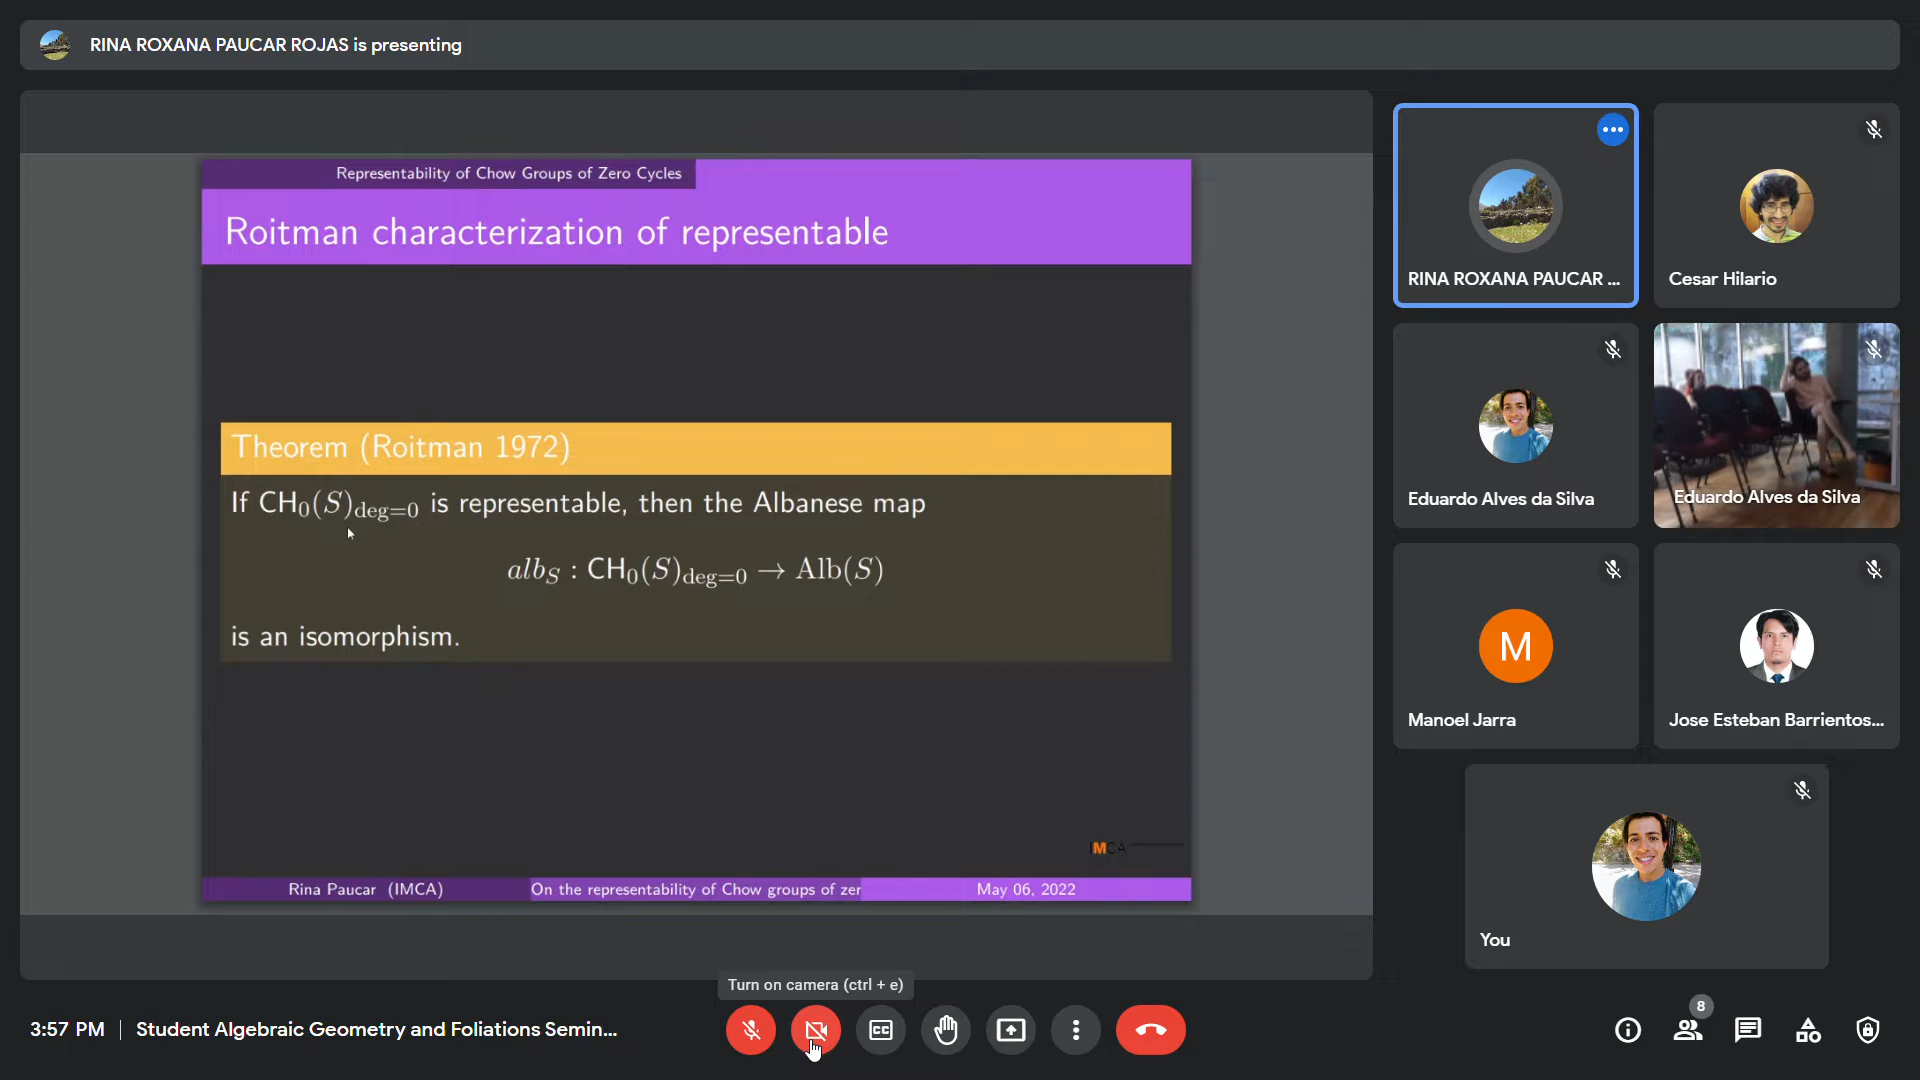 RINA ROXANA PAUCAR ROJAS is presenting
Representability of Chow Groups of Zero Cycles
Roitman characterization of representable
Theorem (Roitman 1972)
If CH₀(S)deg=0 is representable, then the Albanese map
albS : CH₀(S)deg=0 → Alb(S)
is an isomorphism.
IMCA
Rina Paucar (IMCA)
On the representability of Chow groups of zer
May 06, 2022
RINA ROXANA PAUCAR ...
Cesar Hilario
Eduardo Alves da Silva
Eduardo Alves da Silva
M
Manoel Jarra
Jose Esteban Barrientos...
You
Turn on camera (ctrl + e)
3:57 PM | Student Algebraic Geometry and Foliations Semin...
CC
8